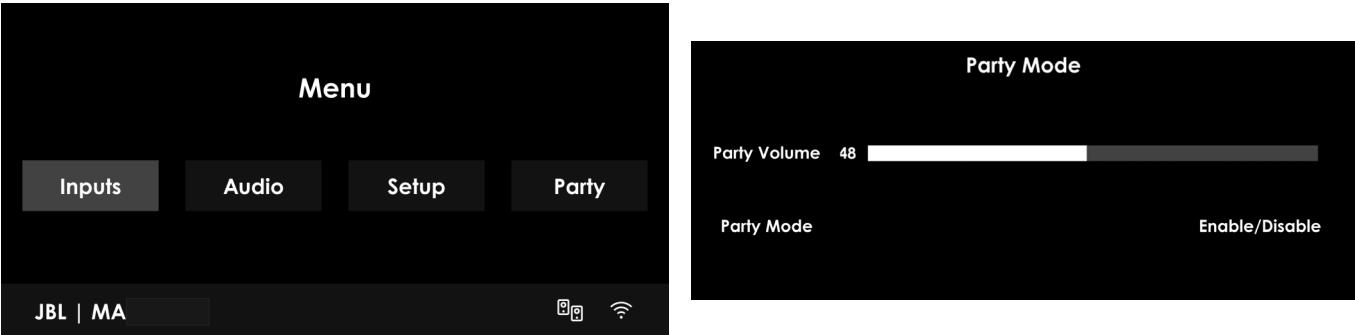 Menu
Inputs Audio Setup Party
JBL | MA
Party Mode
Party Volume 48
Party Mode Enable/Disable